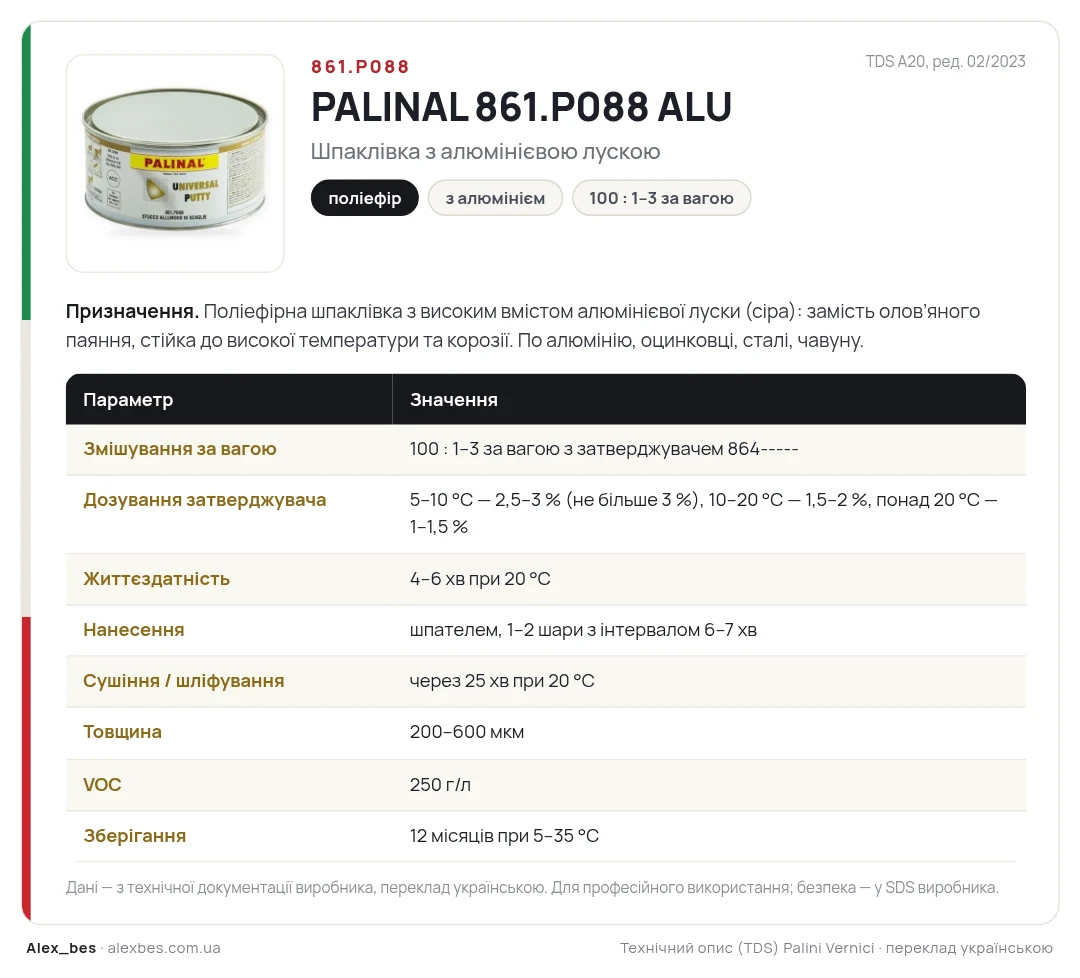 861.P088
TDS A20, ред. 02/2023
PALINAL 861.P088 ALU
Шпаклівка з алюмінієвою лускою
поліефір
з алюмінієм
100 : 1–3 за вагою
PALINAL
UNIVERSAL
PUTTY
861.P088
STUCCO ALLUMINIO IN SCAGLIE
Призначення. Поліефірна шпаклівка з високим вмістом алюмінієвої луски (сіра): замість олов’яного
паяння, стійка до високої температури та корозії. По алюмінію, оцинковці, сталі, чавуну.
Параметр Значення
Змішування за вагою 100 : 1–3 за вагою з затверджувачем 864-----
Дозування затверджувача 5–10 °C — 2,5–3 % (не більше 3 %), 10–20 °C — 1,5–2 %, понад 20 °C —
1–1,5 %
Життєздатність 4–6 хв при 20 °C
Нанесення шпателем, 1–2 шари з інтервалом 6–7 хв
Сушіння / шліфування через 25 хв при 20 °C
Товщина 200–600 мкм
VOC 250 г/л
Зберігання 12 місяців при 5–35 °C
Дані — з технічної документації виробника, переклад українською. Для професійного використання; безпека — у SDS виробника.
Alex_bes · alexbes.com.ua
Технічний опис (TDS) Palini Vernici · переклад українською